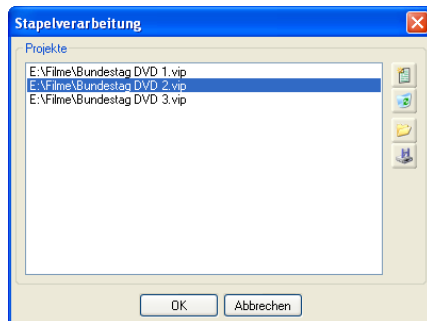 Stapelverarbeitung
Projekte
E:\Filme\Bundestag DVD 1.vip
E:\Filme\Bundestag DVD 2.vip
E:\Filme\Bundestag DVD 3.vip
OK
Abbrechen